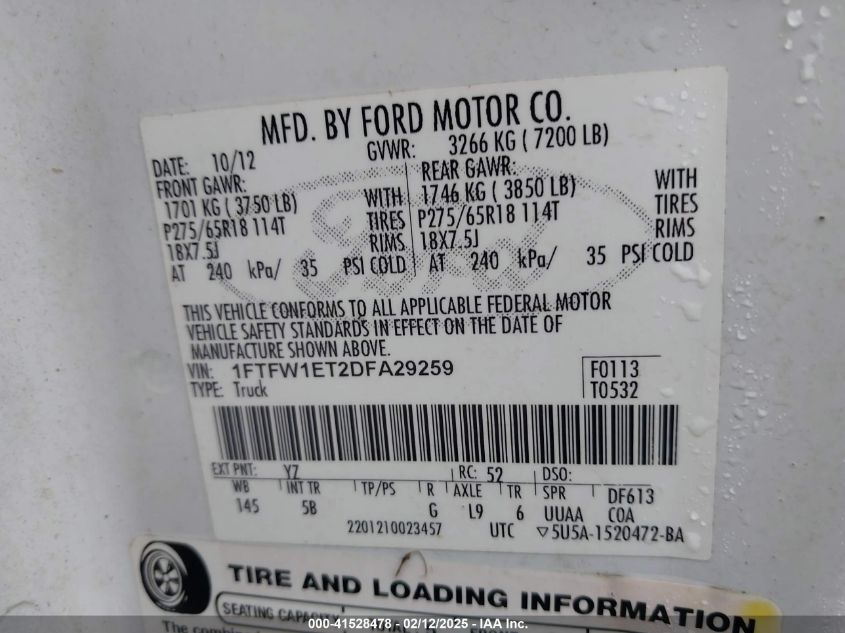 MFD. BY FORD MOTOR CO.
DATE: 10/12 GVWR: 3266 KG ( 7200 LB)
FRONT GAWR: REAR GAWR:
1701 KG ( 3750 LB) WITH 1746 KG ( 3850 LB) WITH
P275/65R18 114T TIRES P275/65R18 114T TIRES
18X7.5J RIMS 18X7.5J RIMS
AT 240 kPa/ 35 PSI COLD AT 240 kPa/ 35 PSI COLD
Ford
THIS VEHICLE CONFORMS TO ALL APPLICABLE FEDERAL MOTOR
VEHICLE SAFETY STANDARDS IN EFFECT ON THE DATE OF
MANUFACTURE SHOWN ABOVE.
VIN: 1FTFW1ET2DFA29259 F0113
TYPE: Truck T0532
EXT PNT: YZ RC: 52 DSO:
WB INT TR TP/PS R AXLE TR SPR DF613
145 5B G L9 6 UUAA COA
2201210023457 UTC ▽5U5A-1520472-BA
TIRE AND LOADING INFORMATION
SEATING CAPACITY
The
000-41528478 - 02/12/2025 - IAA Inc.